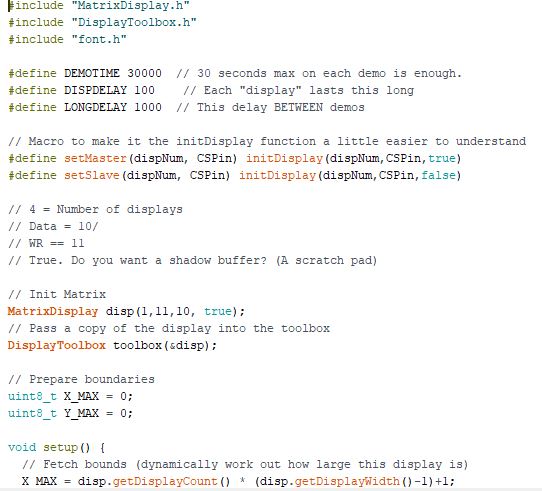 #include "MatrixDisplay.h"
#include "DisplayToolbox.h"
#include "font.h"
#define DEMOTIME 30000  // 30 seconds max on each demo is enough.
#define DISPDELAY 100    // Each "display" lasts this long
#define LONGDELAY 1000  // This delay BETWEEN demos
// Macro to make it the initDisplay function a little easier to understand
#define setMaster(dispNum, CSPin) initDisplay(dispNum,CSPin,true)
#define setSlave(dispNum, CSPin) initDisplay(dispNum,CSPin,false)
// 4 = Number of displays
// Data = 10/
// WR == 11
// True. Do you want a shadow buffer? (A scratch pad)
// Init Matrix
MatrixDisplay disp(1,11,10, true);
// Pass a copy of the display into the toolbox
DisplayToolbox toolbox(&disp);
// Prepare boundaries
uint8_t X_MAX = 0;
uint8_t Y_MAX = 0;
void setup() {
  // Fetch bounds (dynamically work out how large this display is)
  X_MAX = disp.getDisplayCount() * (disp.getDisplayWidth()-1)+1;